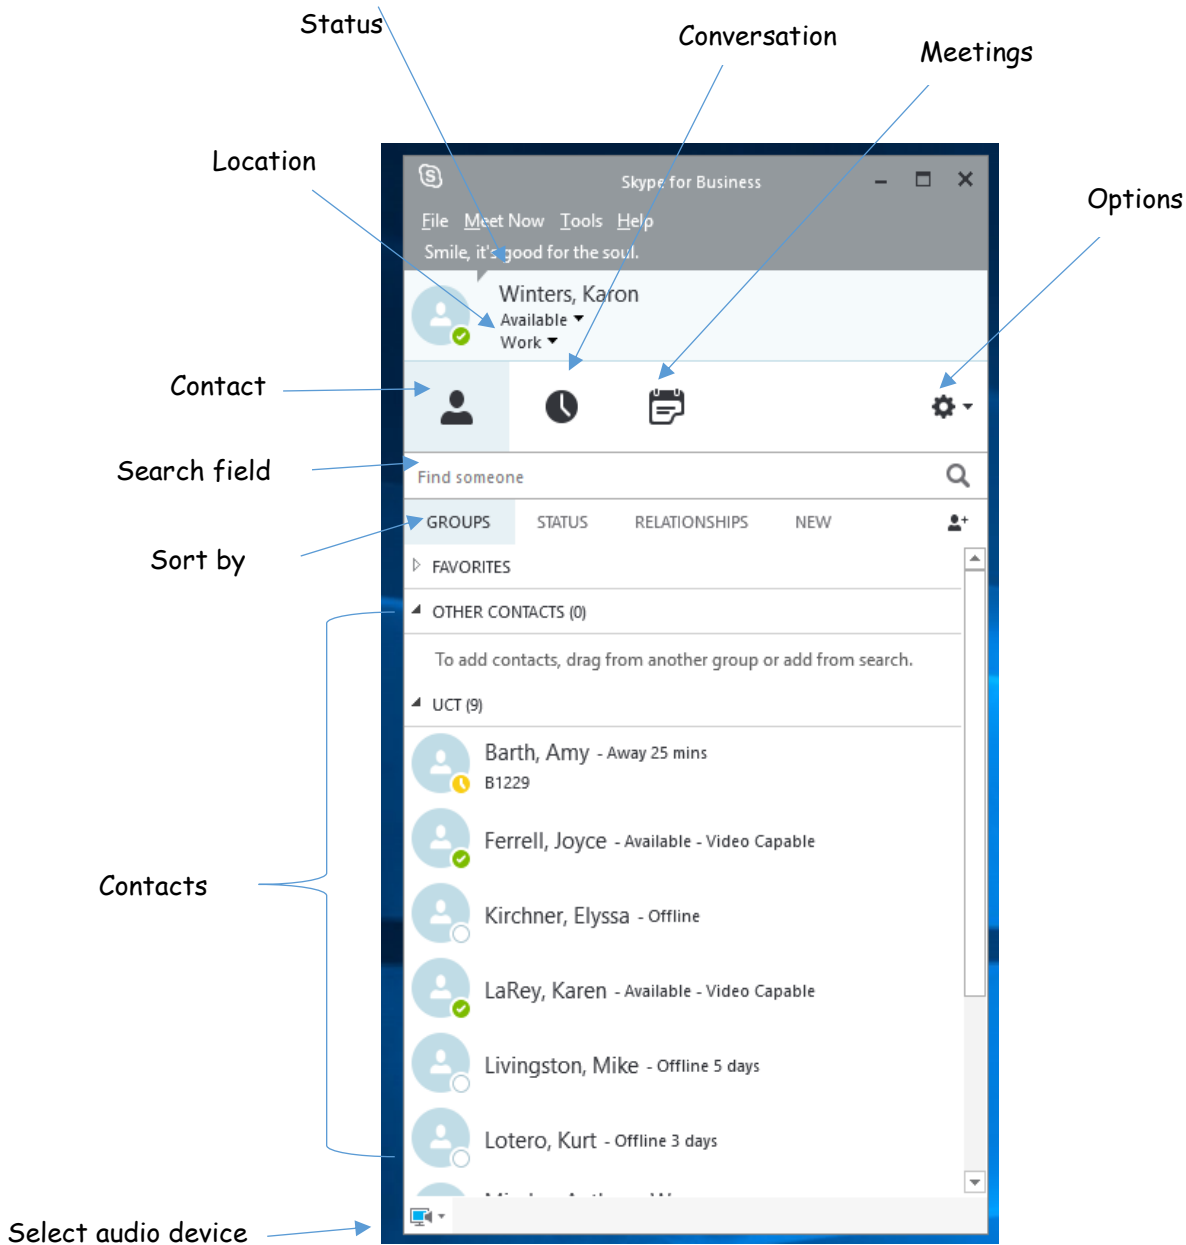 Status
Conversation
Meetings
Location
Options
Skype for Business
File Meet Now Tools Help
Smile, it's good for the soul.
Winters, Karon
Available
Work
Contact
Search field
Find someone
GROUPS STATUS RELATIONSHIPS NEW
Sort by
FAVORITES
OTHER CONTACTS (0)
To add contacts, drag from another group or add from search.
UCT (9)
Barth, Amy - Away 25 mins
B1229
Ferrell, Joyce - Available - Video Capable
Contacts
Kirchner, Elyssa - Offline
LaRey, Karen - Available - Video Capable
Livingston, Mike - Offline 5 days
Lotero, Kurt - Offline 3 days
Select audio device